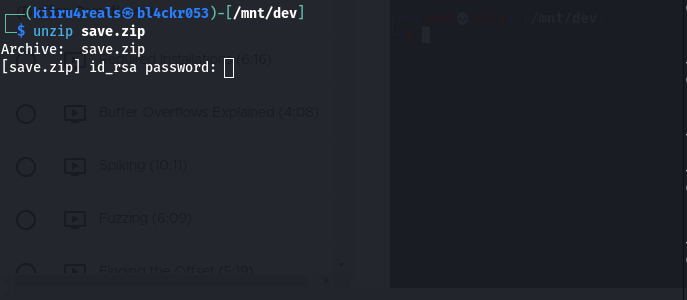 ┌──(kiiru4reals㉿bl4ckr053)-[/mnt/dev]
└─$ unzip save.zip
Archive:  save.zip
[save.zip] id_rsa password:
(6:16)
Buffer Overflows Explained (4:08)
Spiking (10:11)
Fuzzing (6:09)
Finding the Offset (5:19)
/mnt/dev